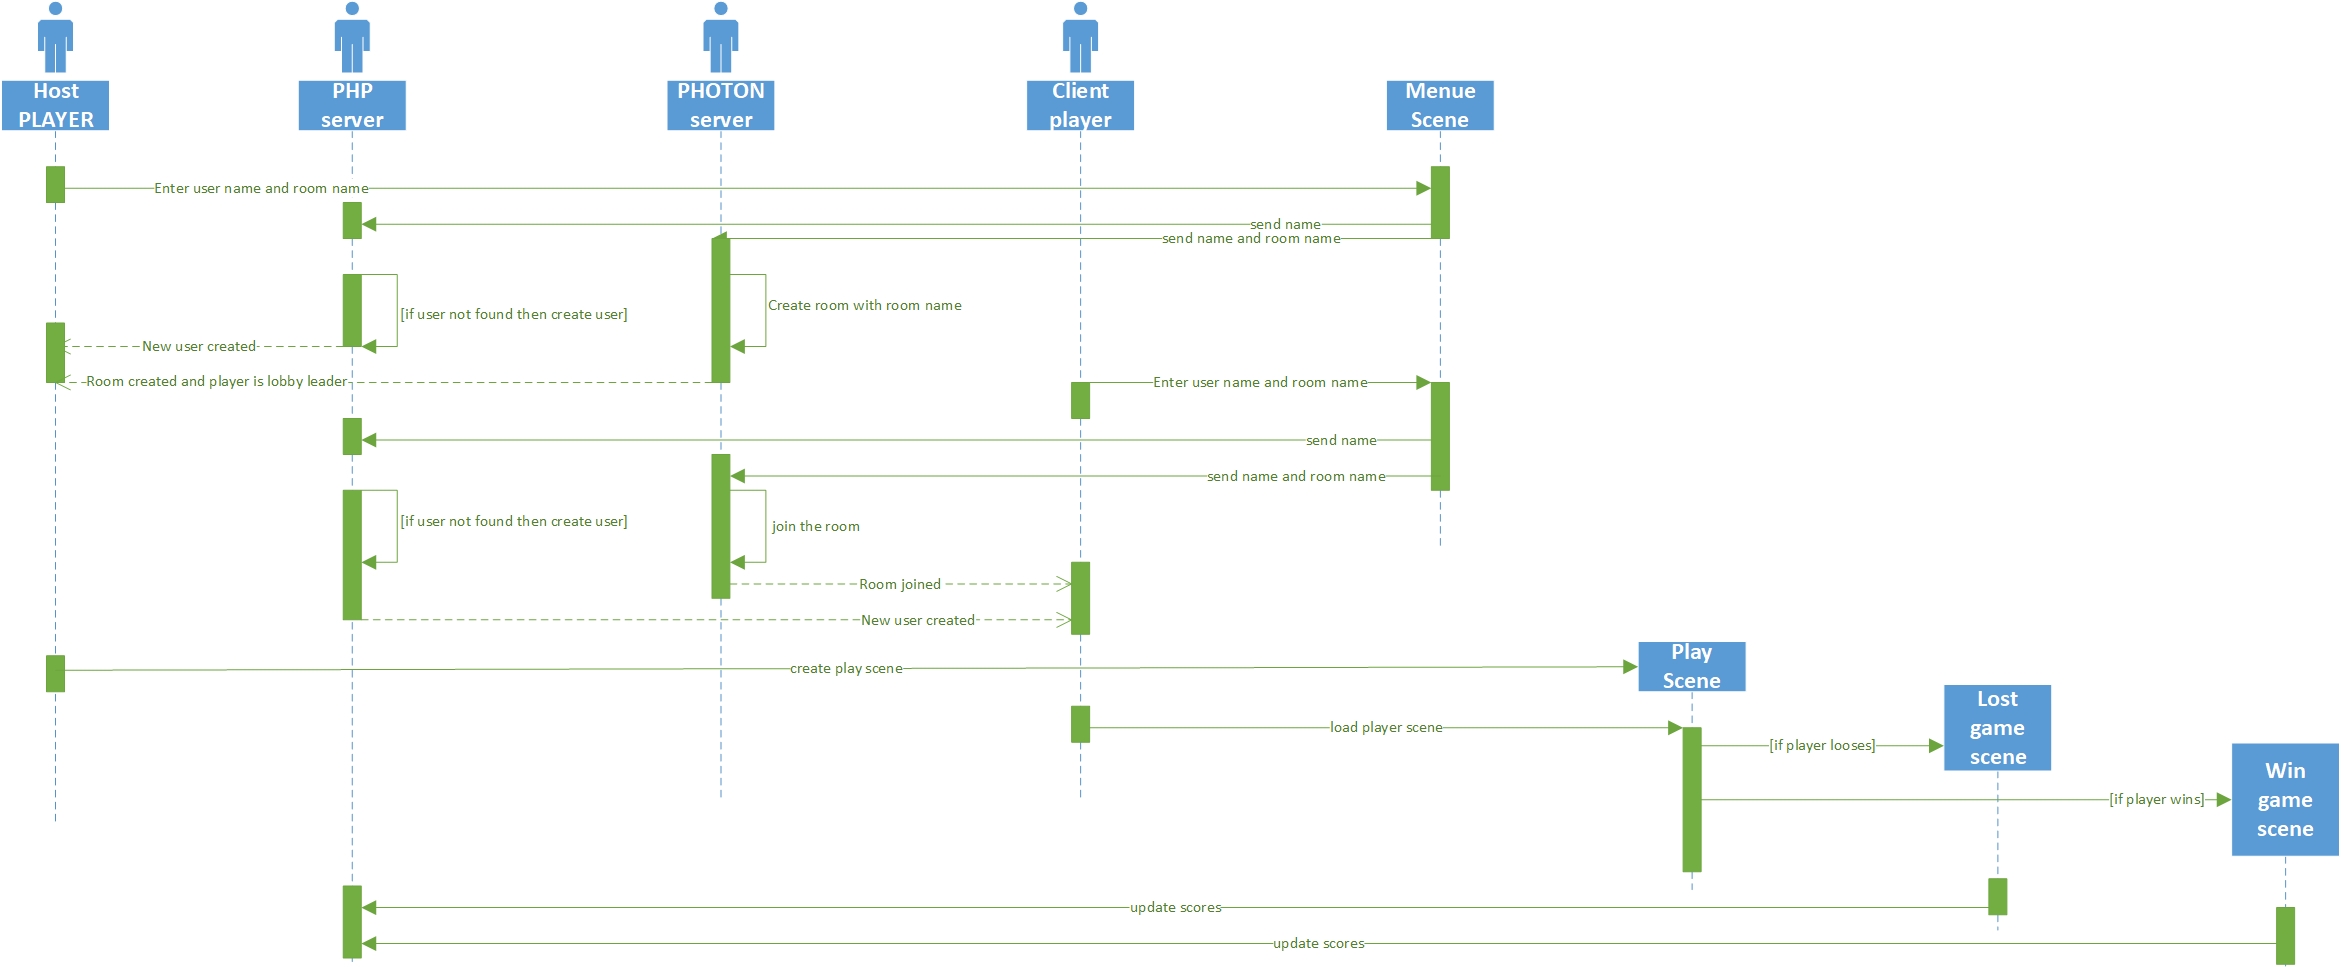 Host
PLAYER
PHP
server
PHOTON
server
Client
player
Menue
Scene
Enter user name and room name
send name
send name and room name
Create room with room name
[if user not found then create user]
New user created
Room created and player is lobby leader
Enter user name and room name
send name
send name and room name
[if user not found then create user]
join the room
Room joined
New user created
create play scene
Play
Scene
Lost
game
scene
load player scene
[if player looses]
Win
game
scene
[if player wins]
update scores
update scores